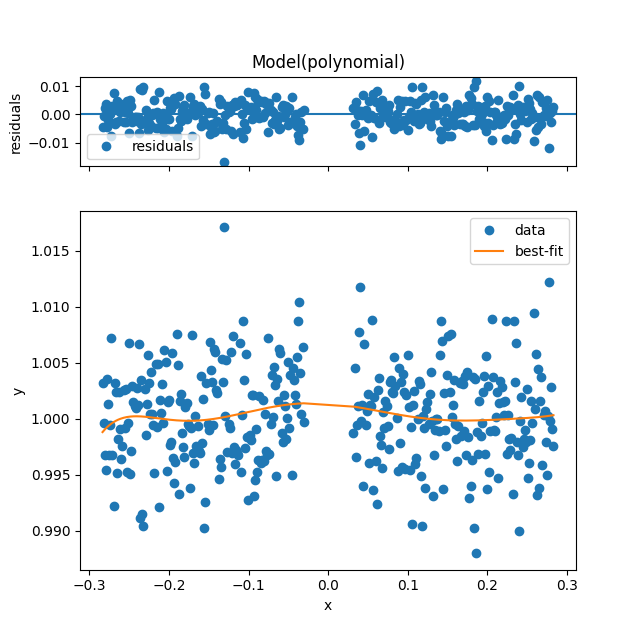 Model(polynomial)
0.01
0.00
−0.01
residuals
residuals
1.015
1.010
1.005
1.000
0.995
0.990
y
data
best-fit
−0.3
−0.2
−0.1
0.0
0.1
0.2
0.3
x